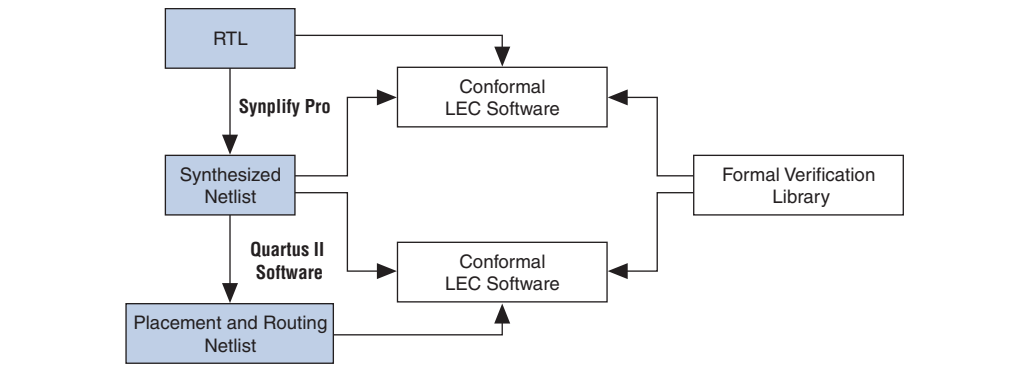 RTL
Conformal
LEC Software
Synplify Pro
Synthesized
Netlist
Formal Verification
Library
Quartus II
Software
Conformal
LEC Software
Placement and Routing
Netlist